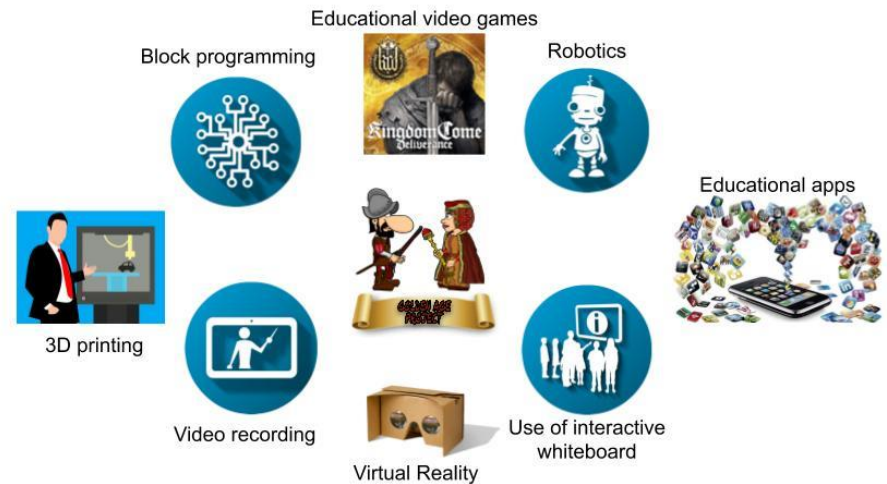 Educational video games
Block programming
Robotics
Kingdom Come
Deliverance
Educational apps
GOLDEN AGE
PROJECT
3D printing
Video recording
Use of interactive
whiteboard
Virtual Reality